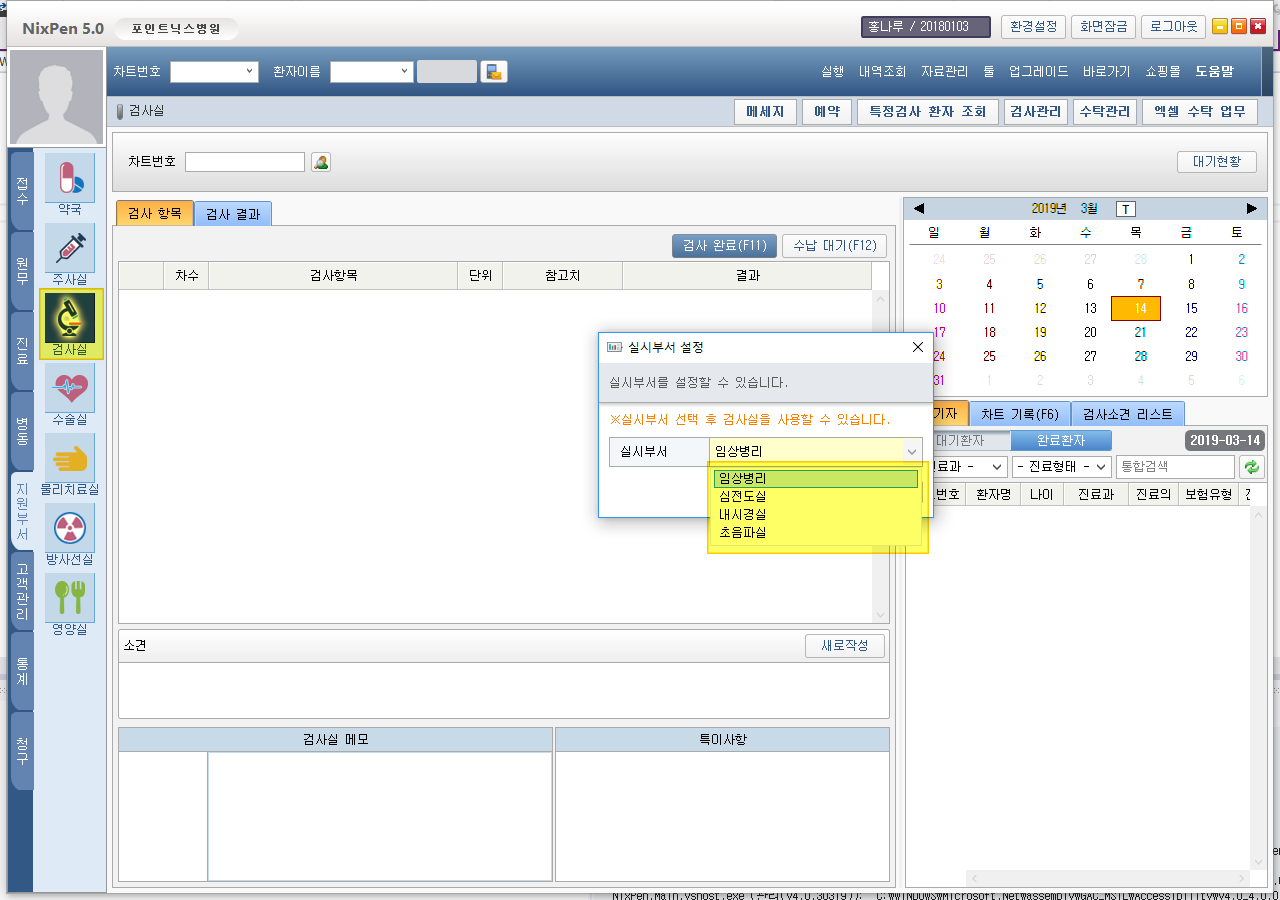 NixPen 5.0 포인트닉스병원 홍나루 / 20180103 환경설정 화면잠금 로그아웃
차트번호 환자이름 실행 내역조회 자료관리 툴 업그레이드 바로가기 쇼핑몰 도움말
검사실 메세지 예약 특정검사 환자 조회 검사관리 수탁관리 엑셀 수탁 업무
차트번호 대기현황
접수
원무
진료
병동
지원부서
고객관리
통계
청구
약국
주사실
검사실
수술실
물리치료실
방사선실
영양실
검사 항목 검사 결과
검사 완료(F11) 수납 대기(F12)
차수 검사항목 단위 참고치 결과
2019년 3월 T
일 월 화 수 목 금 토
24 25 26 27 28 1 2
3 4 5 6 7 8 9
10 11 12 13 14 15 16
17 18 19 20 21 22 23
24 25 26 27 28 29 30
31 1 2 3 4 5 6
실시부서 설정
실시부서를 설정할 수 있습니다.
※실시부서 선택 후 검사실을 사용할 수 있습니다.
실시부서 임상병리
임상병리
심전도실
내시경실
초음파실
기자 차트 기록(F6) 검사소견 리스트
대기환자 완료환자 2019-03-14
료과 - - 진료형태 - 통합검색
번호 환자명 나이 진료과 진료의 보험유형
소견 새로작성
검사실 메모 특이사항